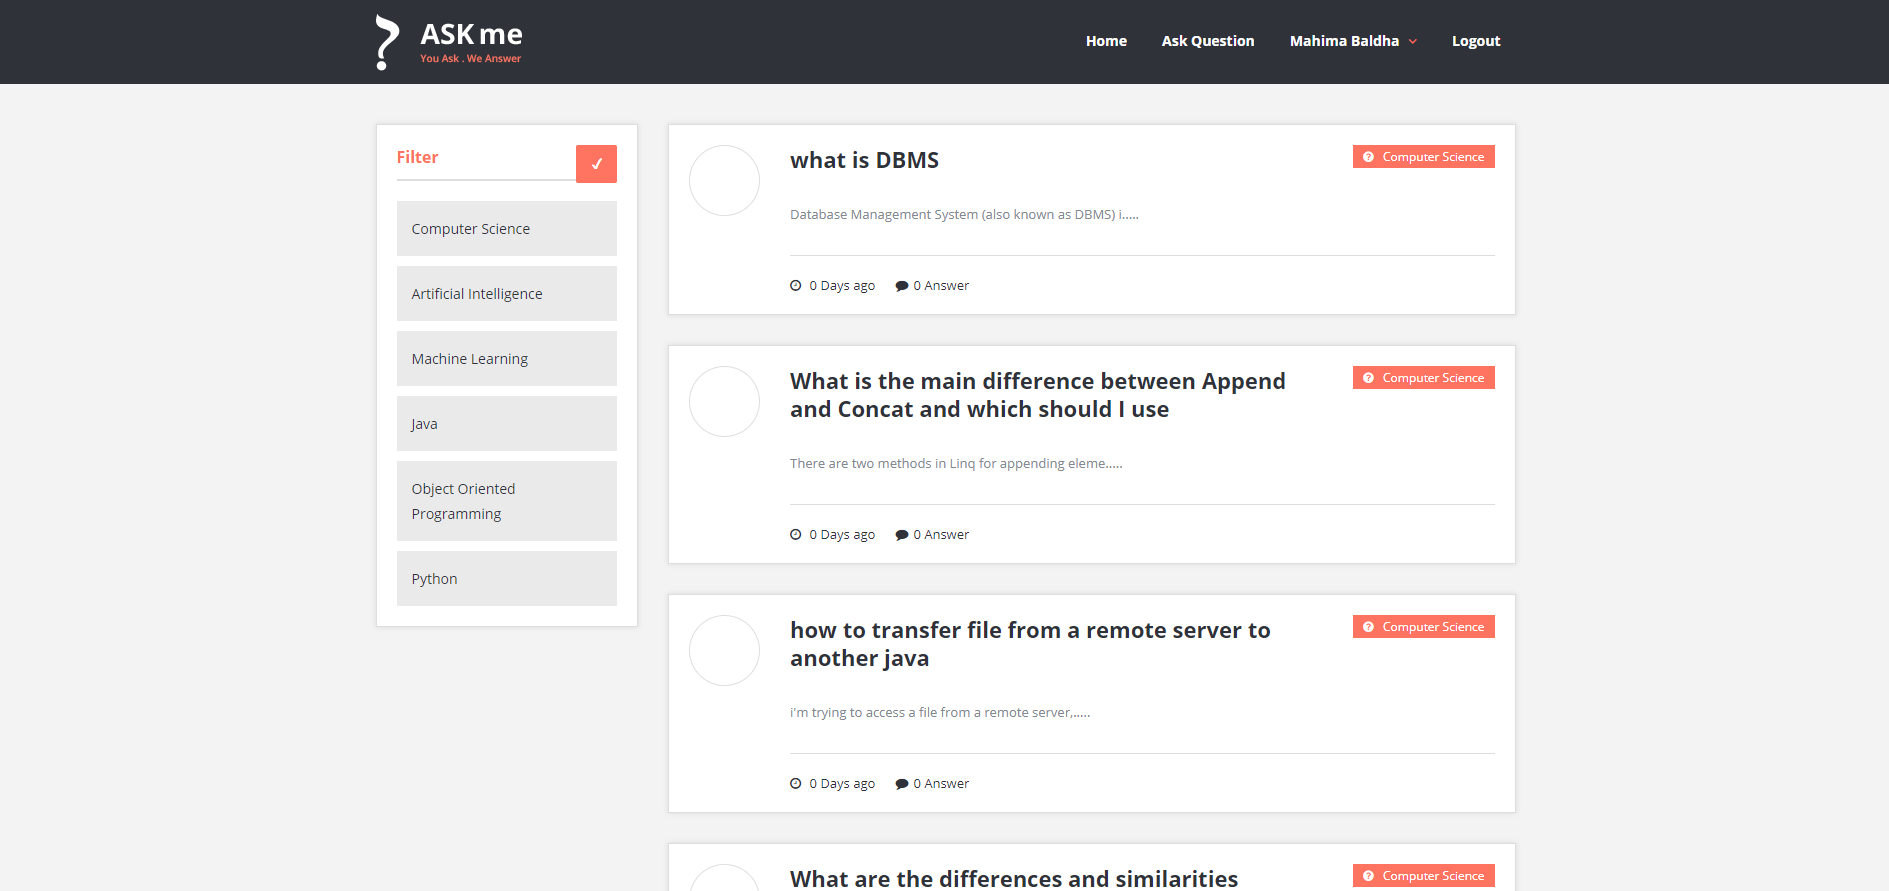 ASK me
You Ask . We Answer
Home
Ask Question
Mahima Baldha
Logout
Filter
Computer Science
Artificial Intelligence
Machine Learning
Java
Object Oriented
Programming
Python
what is DBMS
Computer Science
Database Management System (also known as DBMS) i.....
0 Days ago
0 Answer
What is the main difference between Append
and Concat and which should I use
Computer Science
There are two methods in Linq for appending eleme.....
0 Days ago
0 Answer
how to transfer file from a remote server to
another java
Computer Science
i'm trying to access a file from a remote server,.....
0 Days ago
0 Answer
What are the differences and similarities
Computer Science